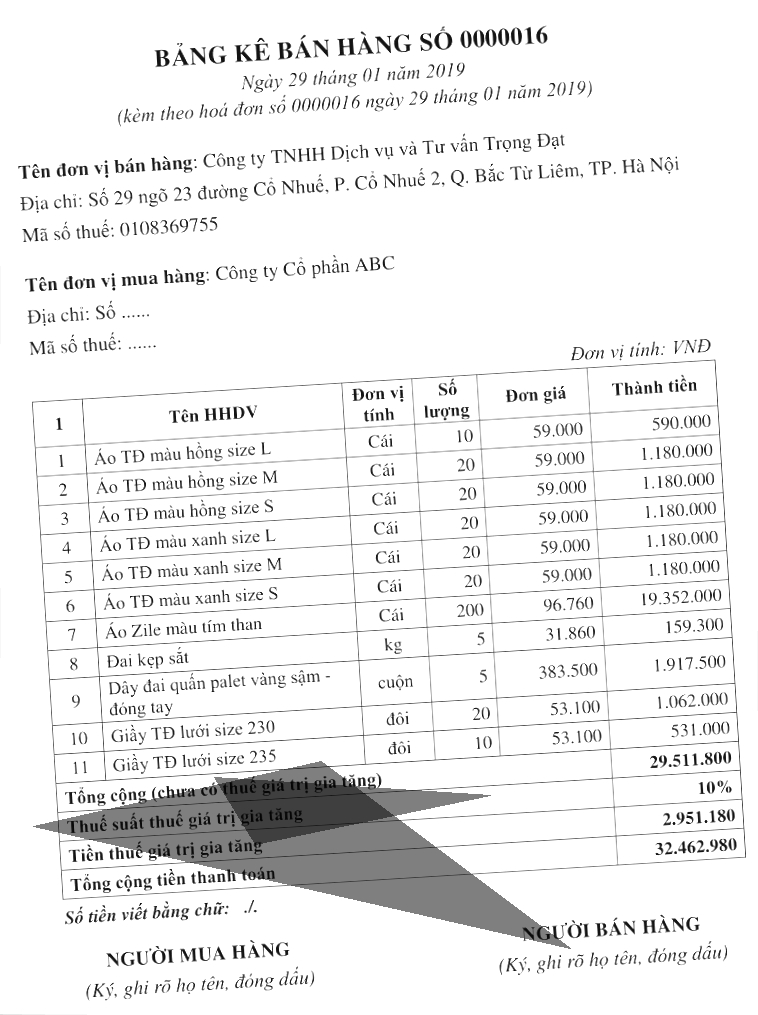 BẢNG KÊ BÁN HÀNG SỐ 0000016
Ngày 29 tháng 01 năm 2019
(kèm theo hoá đơn số 0000016 ngày 29 tháng 01 năm 2019)
Tên đơn vị bán hàng: Công ty TNHH Dịch vụ và Tư vấn Trọng Đạt
Địa chỉ: Số 29 ngõ 23 đường Cổ Nhuế, P. Cổ Nhuế 2, Q. Bắc Từ Liêm, TP. Hà Nội
Mã số thuế: 0108369755
Tên đơn vị mua hàng: Công ty Cổ phần ABC
Địa chỉ: Số ......
Mã số thuế: ......
Đơn vị tính: VNĐ
1 Tên HHDV Đơn vị tính Số lượng Đơn giá Thành tiền
1 Áo TĐ màu hồng size L Cái 10 59.000 590.000
2 Áo TĐ màu hồng size M Cái 20 59.000 1.180.000
3 Áo TĐ màu hồng size S Cái 20 59.000 1.180.000
4 Áo TĐ màu xanh size L Cái 20 59.000 1.180.000
5 Áo TĐ màu xanh size M Cái 20 59.000 1.180.000
6 Áo TĐ màu xanh size S Cái 20 59.000 1.180.000
7 Áo Zile màu tím than Cái 200 96.760 19.352.000
8 Đai kẹp sắt kg 5 31.860 159.300
9 Dây đai quấn palet vàng sậm - đóng tay cuộn 5 383.500 1.917.500
10 Giầy TĐ lưới size 230 đôi 20 53.100 1.062.000
11 Giầy TĐ lưới size 235 đôi 10 53.100 531.000
Tổng cộng (chưa có thuế giá trị gia tăng) 29.511.800
Thuế suất thuế giá trị gia tăng 10%
Tiền thuế giá trị gia tăng 2.951.180
Tổng cộng tiền thanh toán 32.462.980
Số tiền viết bằng chữ: ./.
NGƯỜI MUA HÀNG NGƯỜI BÁN HÀNG
(Ký, ghi rõ họ tên, đóng dấu) (Ký, ghi rõ họ tên, đóng dấu)